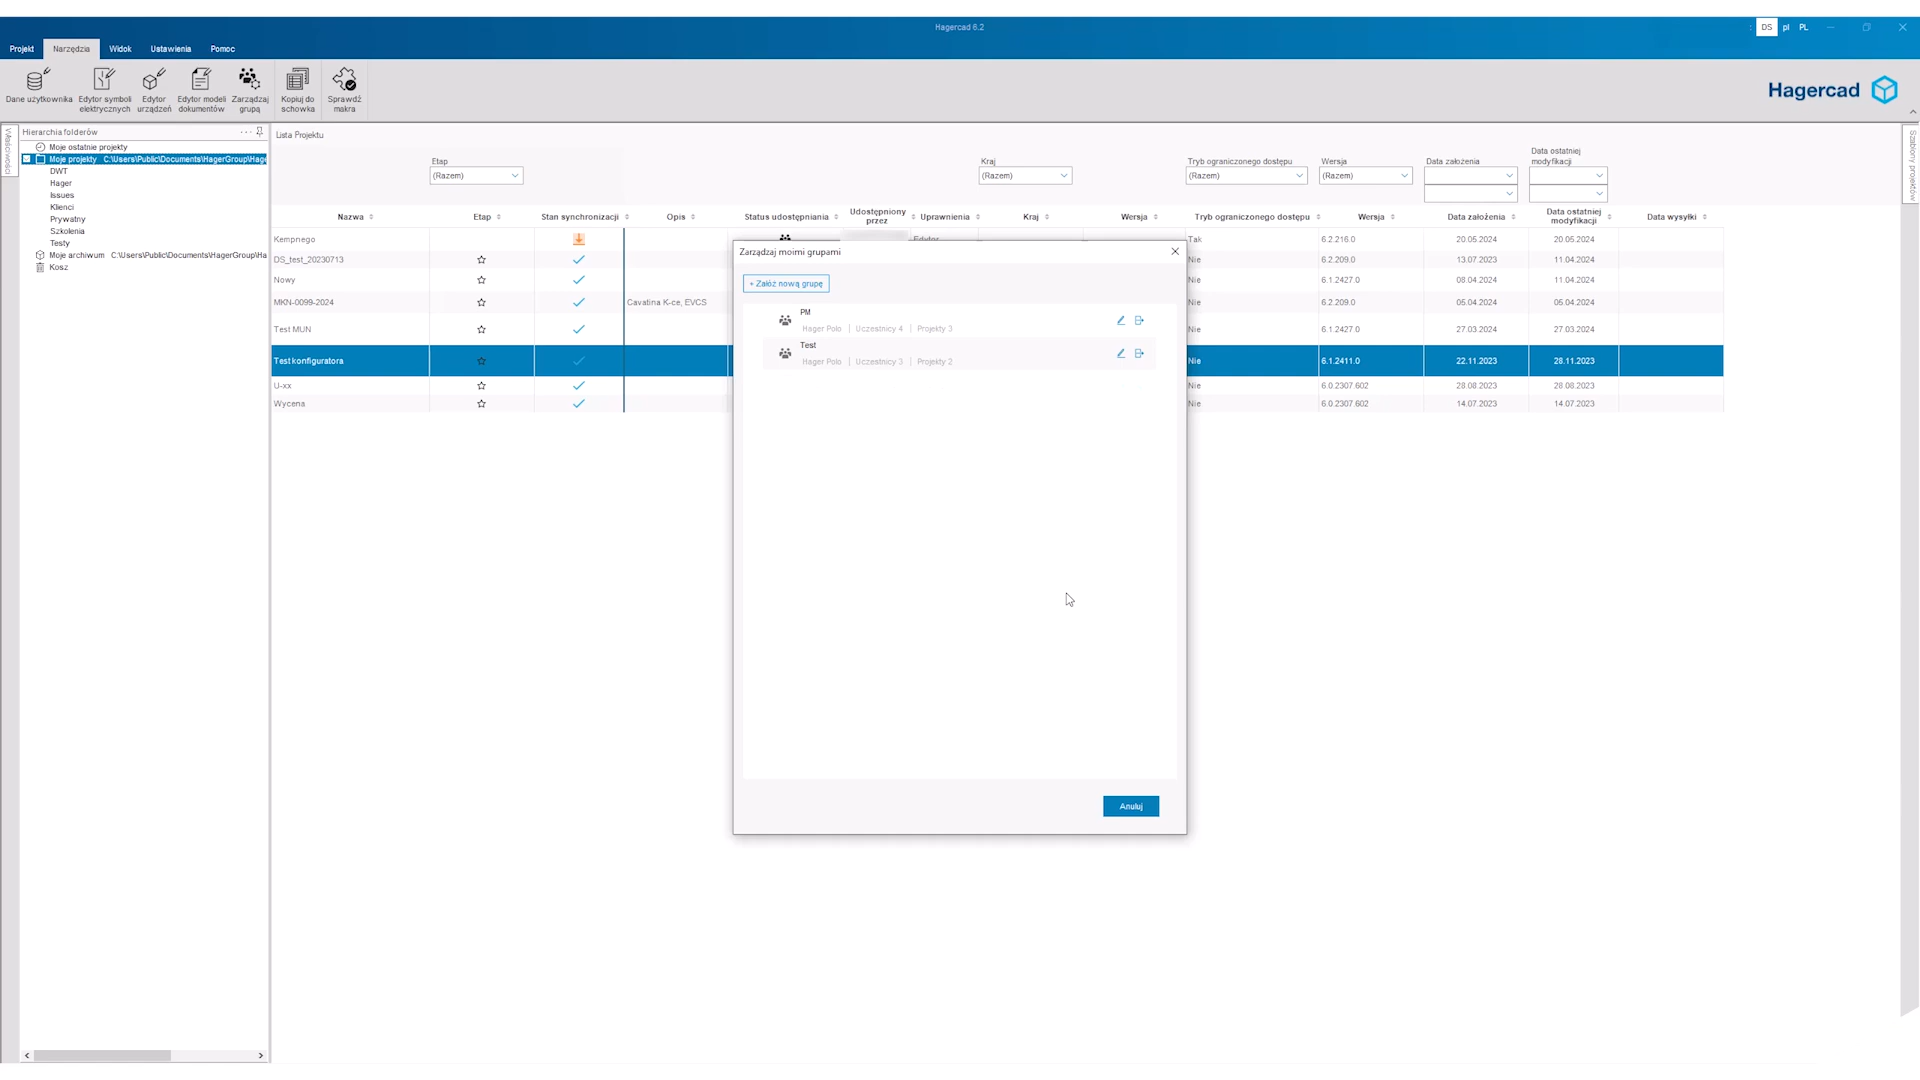 Hagercad 6.2
DS pl PL
Projekt Narzędzia Widok Ustawienia Pomoc
Dane użytkownika
Edytor symboli elektrycznych
Edytor urządzeń
Edytor modeli dokumentów
Zarządzaj grupą
Kopiuj do schowka
Sprawdź makra
Hagercad
Właściwości
Szablony projektów
Hierarchia folderów
Moje ostatnie projekty
Moje projekty C:\Users\Public\Documents\HagerGroup\Hage
DWT
Hager
Issues
Klienci
Prywatny
Szkolenia
Testy
Moje archiwum C:\Users\Public\Documents\HagerGroup\Ha
Kosz
Lista Projektu
Etap
(Razem)
Kraj
(Razem)
Tryb ograniczonego dostępu
(Razem)
Wersja
(Razem)
Data założenia
Data ostatniej modyfikacji
Nazwa Etap Stan synchronizacji Opis Status udostępniania Udostępniony przez Uprawnienia Kraj Wersja Tryb ograniczonego dostępu Wersja Data założenia Data ostatniej modyfikacji Data wysyłki
Kempnego Edytor Tak 6.2.216.0 20.05.2024 20.05.2024
DS_test_20230713 Nie 6.2.209.0 13.07.2023 11.04.2024
Nowy Nie 6.1.2427.0 08.04.2024 11.04.2024
MKN-0099-2024 Cavatina K-ce, EVCS Nie 6.2.209.0 05.04.2024 05.04.2024
Test MUN Nie 6.1.2427.0 27.03.2024 27.03.2024
Test konfiguratora Nie 6.1.2411.0 22.11.2023 28.11.2023
U-xx Nie 6.0.2307.602 28.08.2023 28.08.2023
Wycena Nie 6.0.2307.602 14.07.2023 14.07.2023
Zarządzaj moimi grupami
+ Załóż nową grupę
PM
Hager Polo | Uczestnicy 4 | Projekty 3
Test
Hager Polo | Uczestnicy 3 | Projekty 2
Anuluj